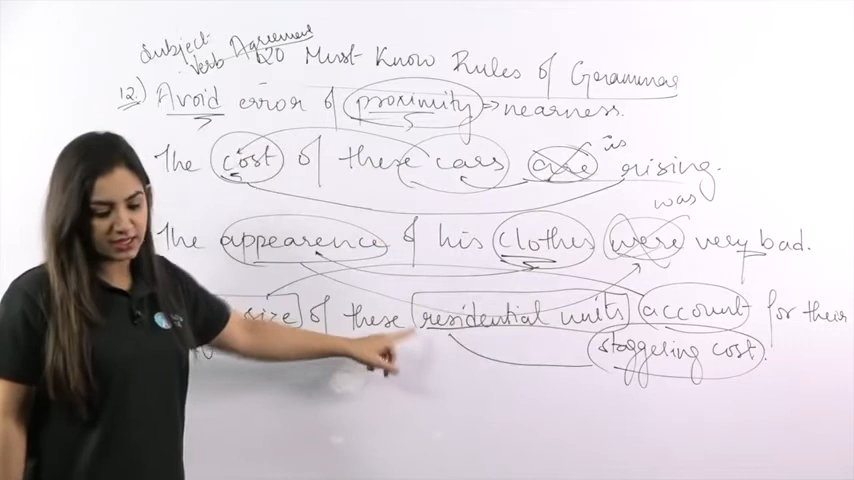 Subject-
Verb Agreement
120 Must Know Rules of Grammar
12.) Avoid error of proximity → nearness.
The cost of these cars are is rising.
was
The appearence of his clothes were very bad.
size of these residential units account for their
staggering cost.